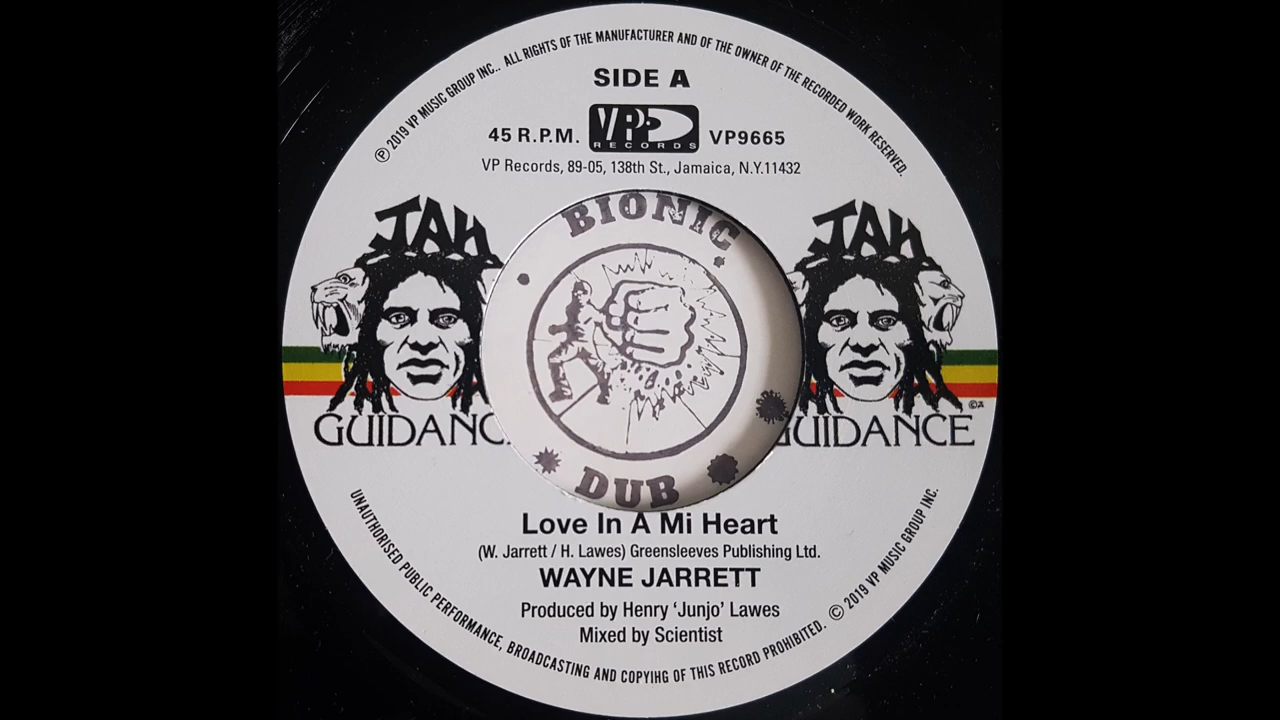 Ⓟ 2019 VP MUSIC GROUP INC.. ALL RIGHTS OF THE MANUFACTURER AND OF THE OWNER OF THE RECORDED WORK RESERVED.
SIDE A
45 R.P.M. VP RECORDS VP9665
VP Records, 89-05, 138th St., Jamaica, N.Y.11432
BIONIC
JAH
JAH
GUIDANC
GUIDANCE
©A
DUB
Love In A Mi Heart
(W. Jarrett / H. Lawes) Greensleeves Publishing Ltd.
WAYNE JARRETT
Produced by Henry ‘Junjo’ Lawes
Mixed by Scientist
UNAUTHORISED PUBLIC PERFORMANCE, BROADCASTING AND COPYIHG OF THIS RECORD PROHIBITED. © 2019 VP MUSIC GROUP INC.